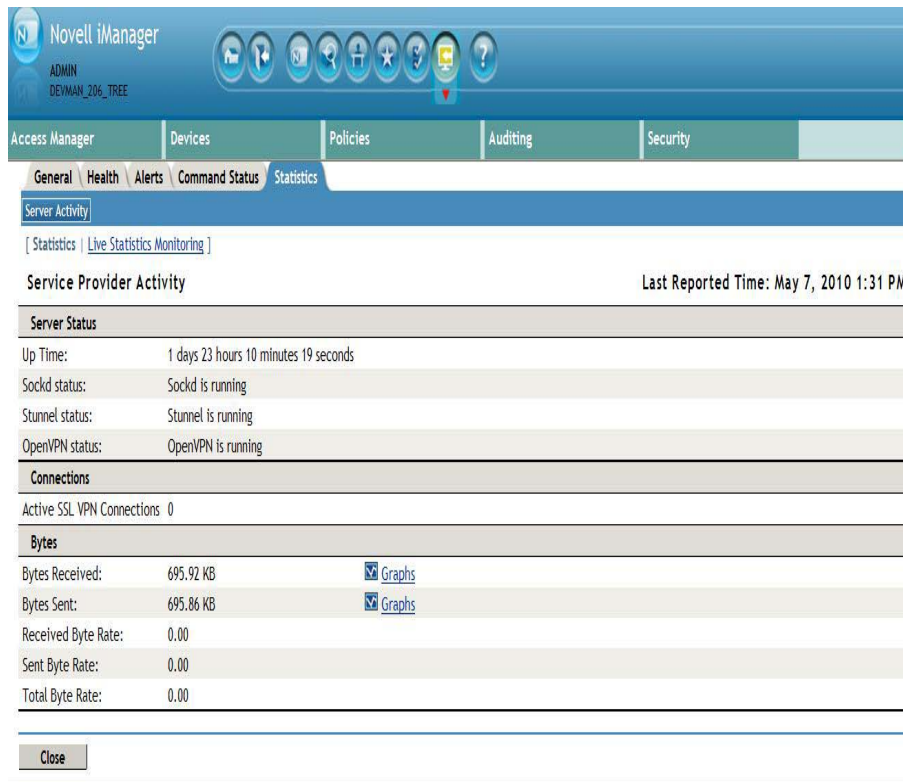 Novell iManager
ADMIN
DEVMAN_206_TREE
Access Manager Devices Policies Auditing Security
General Health Alerts Command Status Statistics
Server Activity
[ Statistics | Live Statistics Monitoring ]
Service Provider Activity Last Reported Time: May 7, 2010 1:31 PM
Server Status
Up Time: 1 days 23 hours 10 minutes 19 seconds
Sockd status: Sockd is running
Stunnel status: Stunnel is running
OpenVPN status: OpenVPN is running
Connections
Active SSL VPN Connections 0
Bytes
Bytes Received: 695.92 KB Graphs
Bytes Sent: 695.86 KB Graphs
Received Byte Rate: 0.00
Sent Byte Rate: 0.00
Total Byte Rate: 0.00
Close